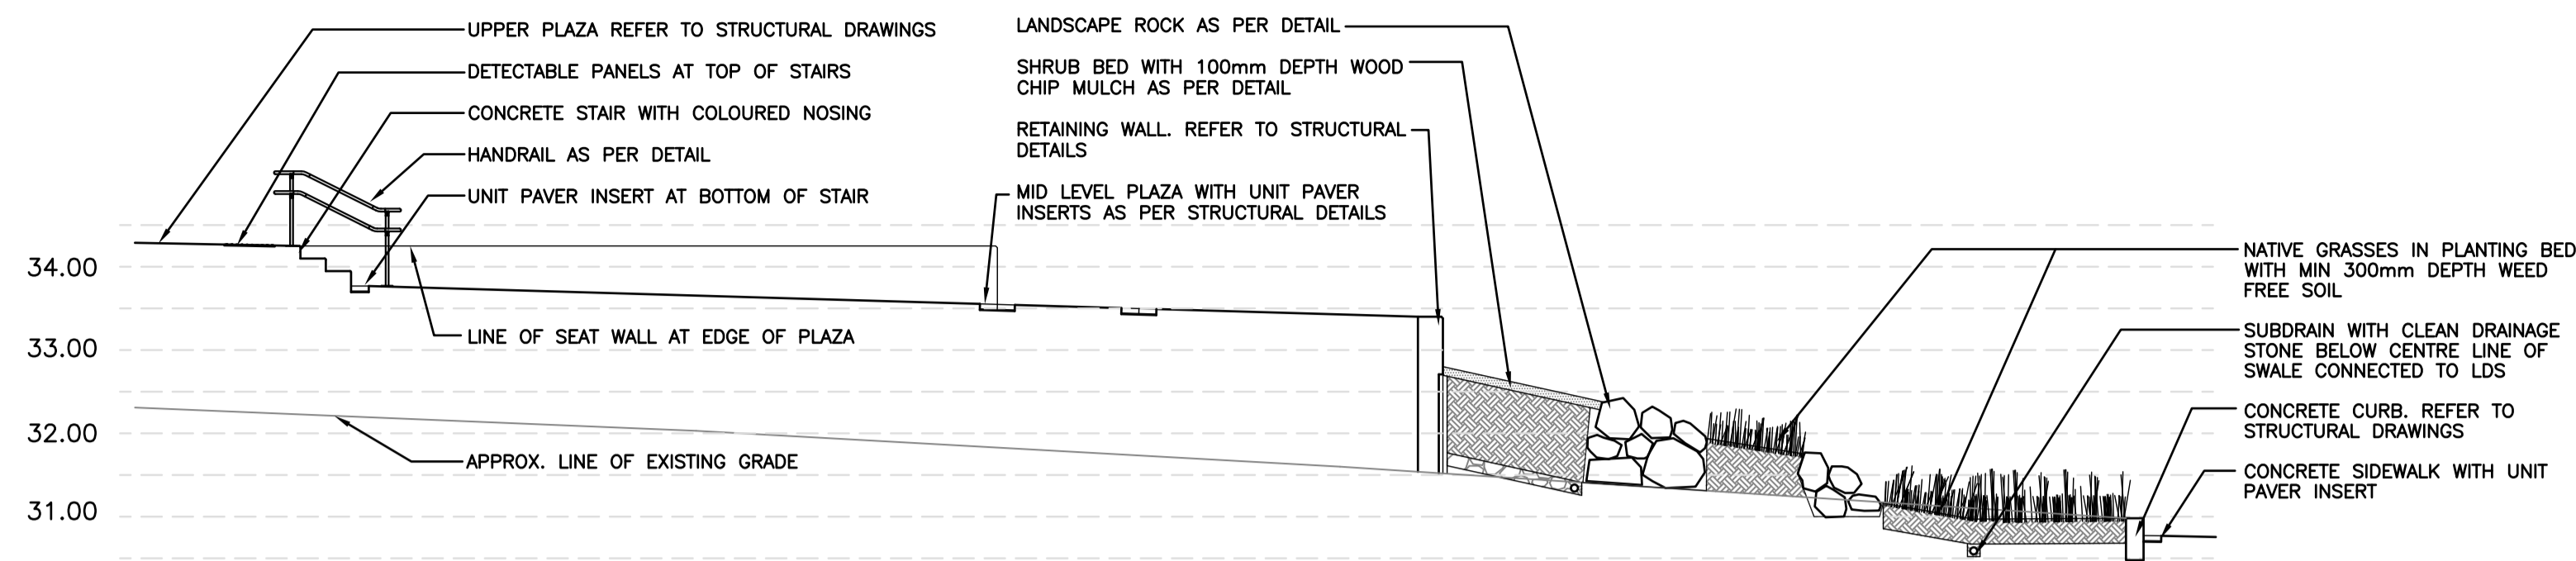 UPPER PLAZA REFER TO STRUCTURAL DRAWINGS
DETECTABLE PANELS AT TOP OF STAIRS
CONCRETE STAIR WITH COLOURED NOSING
HANDRAIL AS PER DETAIL
UNIT PAVER INSERT AT BOTTOM OF STAIR
LINE OF SEAT WALL AT EDGE OF PLAZA
APPROX. LINE OF EXISTING GRADE
LANDSCAPE ROCK AS PER DETAIL
SHRUB BED WITH 100mm DEPTH WOOD
CHIP MULCH AS PER DETAIL
RETAINING WALL. REFER TO STRUCTURAL
DETAILS
MID LEVEL PLAZA WITH UNIT PAVER
INSERTS AS PER STRUCTURAL DETAILS
NATIVE GRASSES IN PLANTING BED
WITH MIN 300mm DEPTH WEED
FREE SOIL
SUBDRAIN WITH CLEAN DRAINAGE
STONE BELOW CENTRE LINE OF
SWALE CONNECTED TO LDS
CONCRETE CURB. REFER TO
STRUCTURAL DRAWINGS
CONCRETE SIDEWALK WITH UNIT
PAVER INSERT
34.00
33.00
32.00
31.00